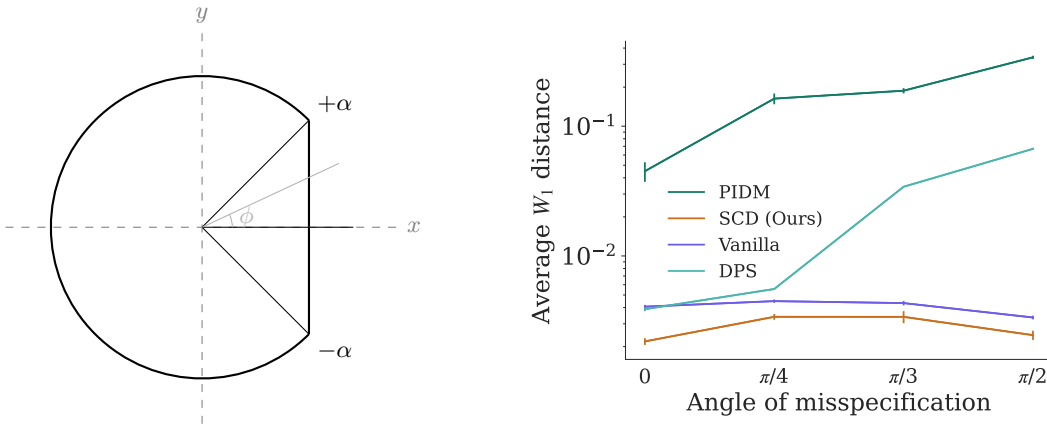 y
+α
ϕ
x
−α
Average W₁ distance
10⁻¹
10⁻²
PIDM
SCD (Ours)
Vanilla
DPS
0
π/4
π/3
π/2
Angle of misspecification